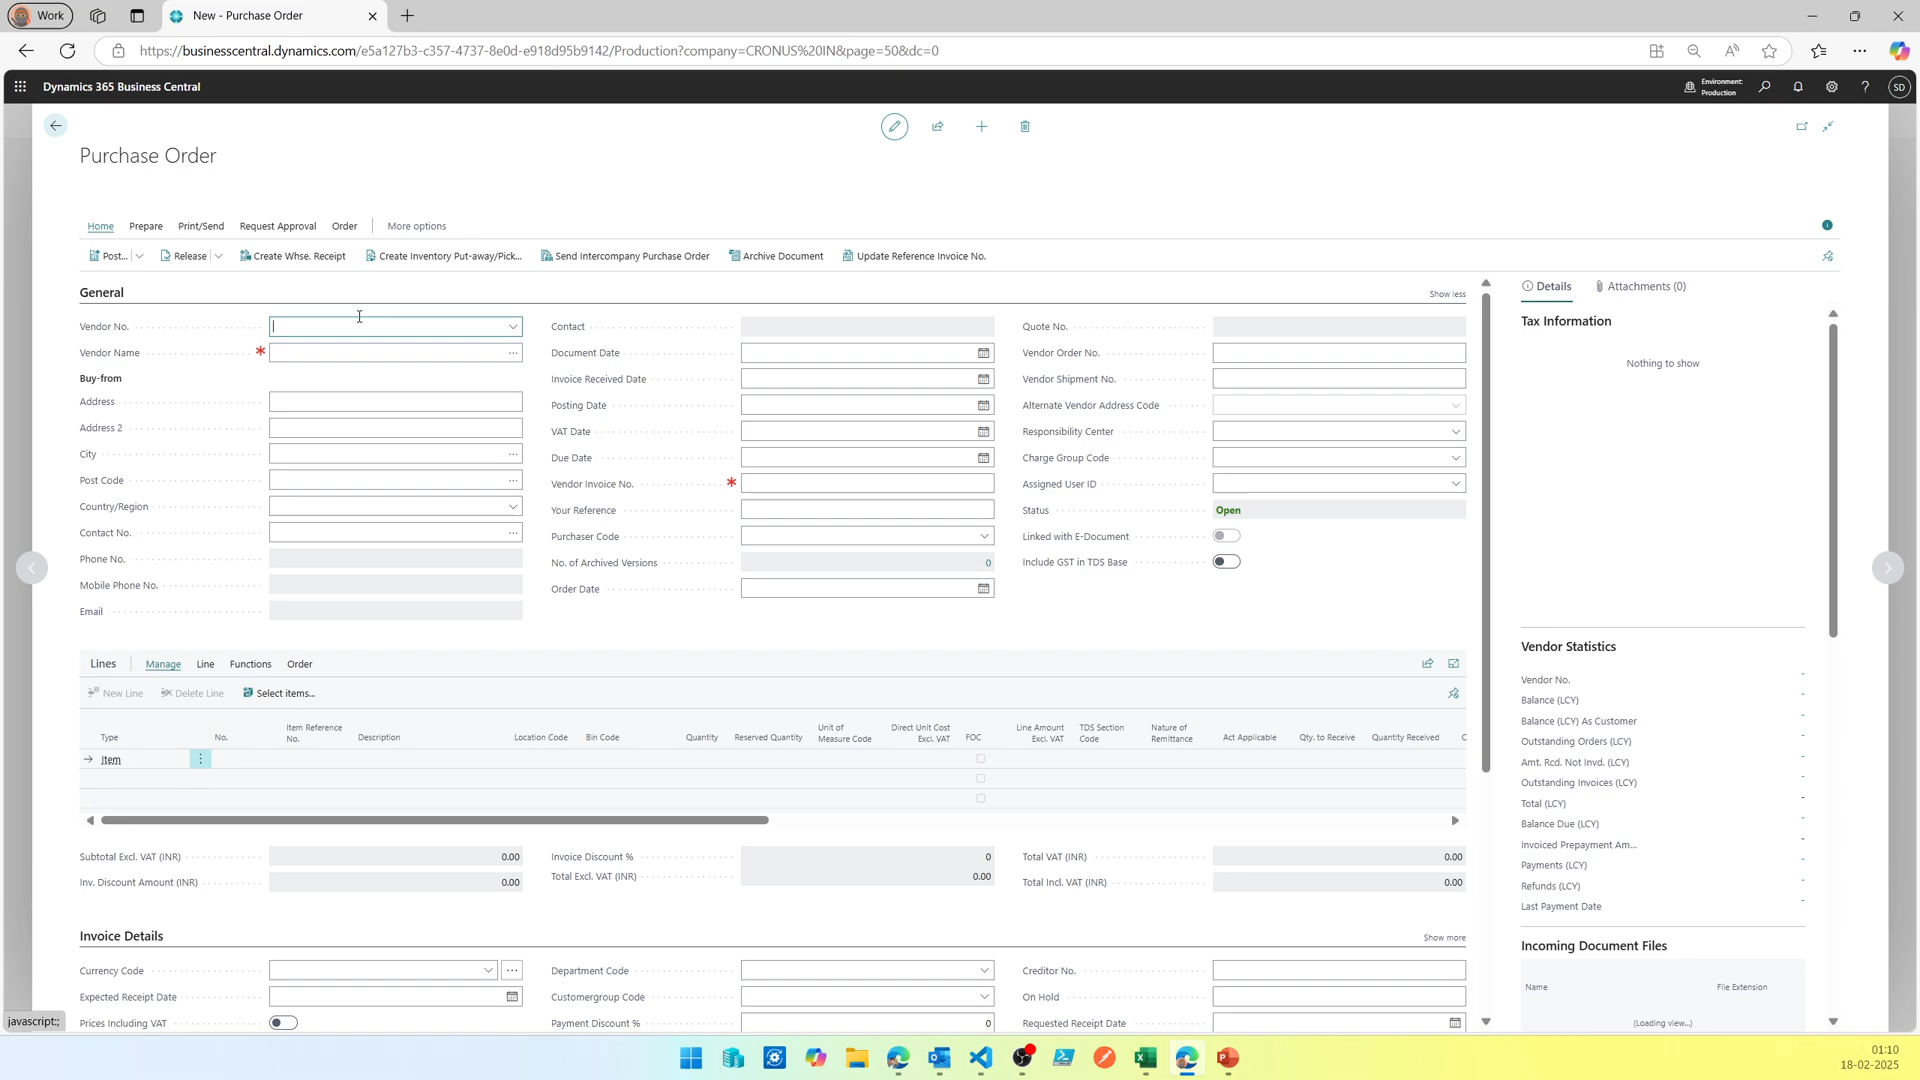 Work
New - Purchase Order
https://businesscentral.dynamics.com/e5a127b3-c357-4737-8e0d-e918d95b9142/Production?company=CRONUS%20IN&page=50&dc=0
Dynamics 365 Business Central
Environment:
Production
SD
Purchase Order
Home Prepare Print/Send Request Approval Order More options
Post... Release Create Whse. Receipt Create Inventory Put-away/Pick... Send Intercompany Purchase Order Archive Document Update Reference Invoice No.
General
Show less
Vendor No.
Vendor Name
Buy-from
Address
Address 2
City
Post Code
Country/Region
Contact No.
Phone No.
Mobile Phone No.
Email
Contact
Document Date
Invoice Received Date
Posting Date
VAT Date
Due Date
Vendor Invoice No.
Your Reference
Purchaser Code
No. of Archived Versions 0
Order Date
Quote No.
Vendor Order No.
Vendor Shipment No.
Alternate Vendor Address Code
Responsibility Center
Charge Group Code
Assigned User ID
Status Open
Linked with E-Document
Include GST in TDS Base
Lines Manage Line Functions Order
New Line Delete Line Select items...
Type No. Item Reference No. Description Location Code Bin Code Quantity Reserved Quantity Unit of Measure Code Direct Unit Cost Excl. VAT FOC Line Amount Excl. VAT TDS Section Code Nature of Remittance Act Applicable Qty. to Receive Quantity Received
Item
Subtotal Excl. VAT (INR) 0.00
Inv. Discount Amount (INR) 0.00
Invoice Discount % 0
Total Excl. VAT (INR) 0.00
Total VAT (INR) 0.00
Total Incl. VAT (INR) 0.00
Invoice Details
Show more
Currency Code
Expected Receipt Date
Prices Including VAT
Department Code
Customergroup Code
Payment Discount % 0
Creditor No.
On Hold
Requested Receipt Date
Details Attachments (0)
Tax Information
Nothing to show
Vendor Statistics
Vendor No. -
Balance (LCY) -
Balance (LCY) As Customer -
Outstanding Orders (LCY) -
Amt. Rcd. Not Invd. (LCY) -
Outstanding Invoices (LCY) -
Total (LCY) -
Balance Due (LCY) -
Invoiced Prepayment Am... -
Payments (LCY) -
Refunds (LCY) -
Last Payment Date -
Incoming Document Files
Name File Extension
(Loading view...)
javascript:;
01:10
18-02-2025